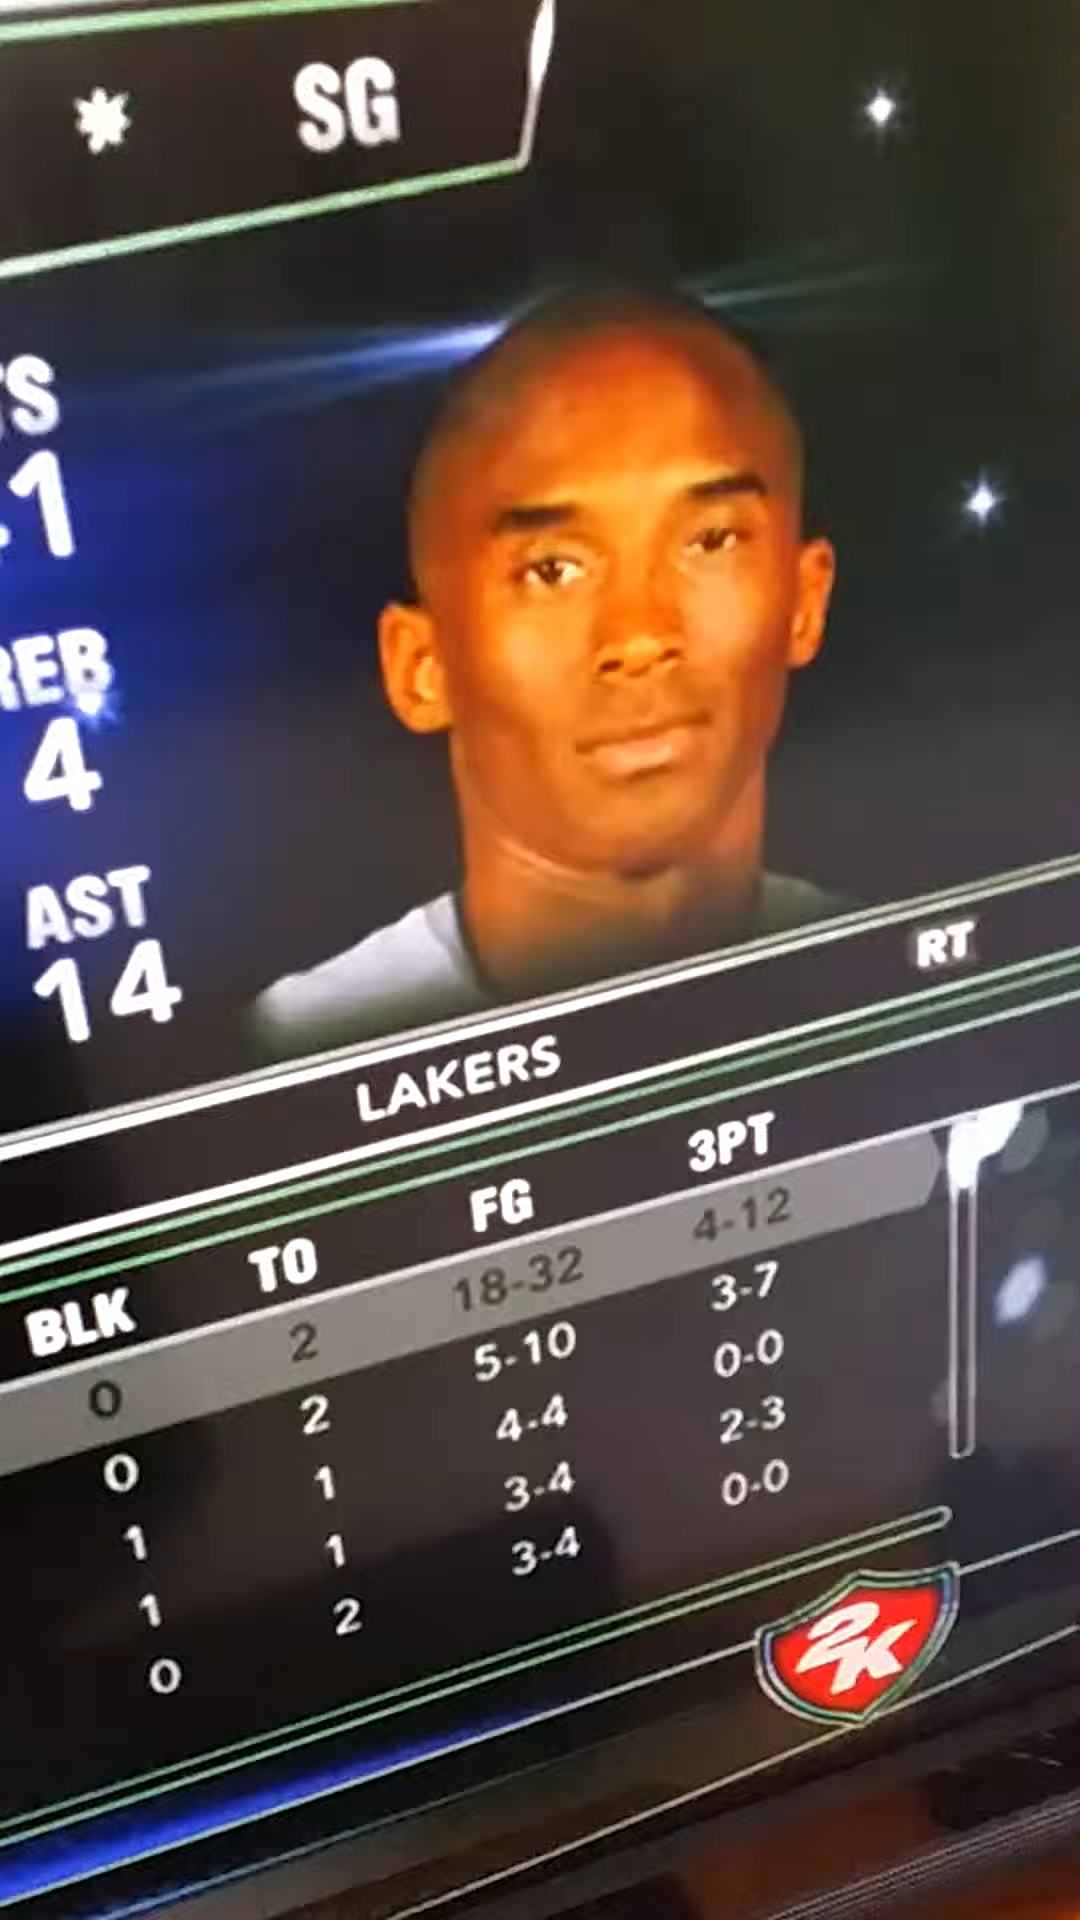 * SG
REB
4
AST
14
RT
LAKERS
BLK TO FG 3PT
0 2 18-32 4-12
0 2 5-10 3-7
1 1 4-4 0-0
1 1 3-4 2-3
0 2 3-4 0-0
2K